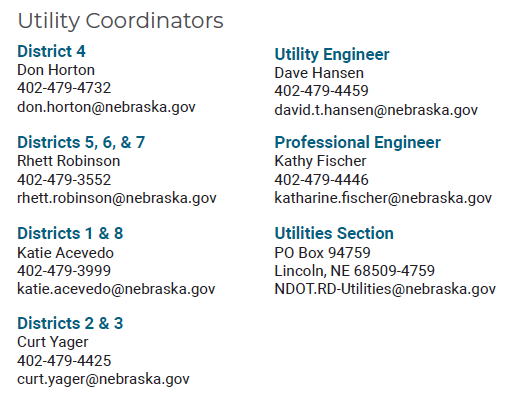 Utility Coordinators
District 4
Don Horton
402-479-4732
don.horton@nebraska.gov
Districts 5, 6, & 7
Rhett Robinson
402-479-3552
rhett.robinson@nebraska.gov
Districts 1 & 8
Katie Acevedo
402-479-3999
katie.acevedo@nebraska.gov
Districts 2 & 3
Curt Yager
402-479-4425
curt.yager@nebraska.gov
Utility Engineer
Dave Hansen
402-479-4459
david.t.hansen@nebraska.gov
Professional Engineer
Kathy Fischer
402-479-4446
katharine.fischer@nebraska.gov
Utilities Section
PO Box 94759
Lincoln, NE 68509-4759
NDOT.RD-Utilities@nebraska.gov